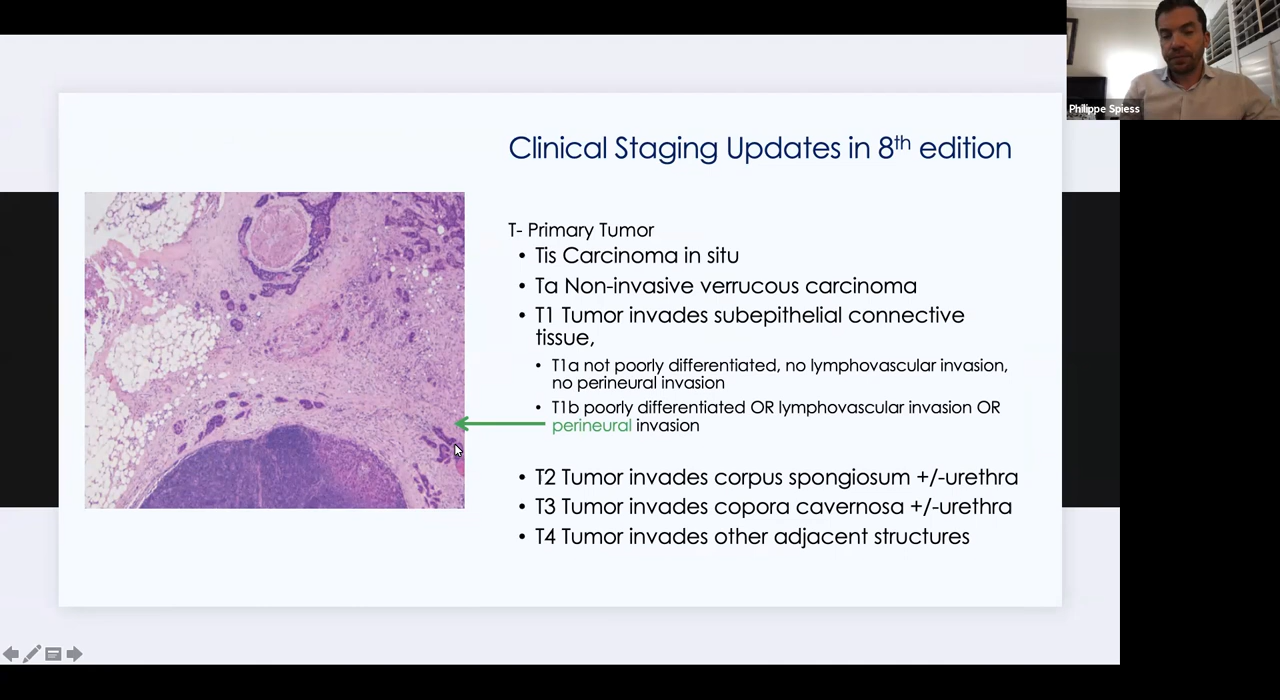 Philippe Spiess
Clinical Staging Updates in 8th edition
T- Primary Tumor
• Tis Carcinoma in situ
• Ta Non-invasive verrucous carcinoma
• T1 Tumor invades subepithelial connective
tissue,
• T1a not poorly differentiated, no lymphovascular invasion,
no perineural invasion
• T1b poorly differentiated OR lymphovascular invasion OR
perineural invasion
• T2 Tumor invades corpus spongiosum +/-urethra
• T3 Tumor invades copora cavernosa +/-urethra
• T4 Tumor invades other adjacent structures